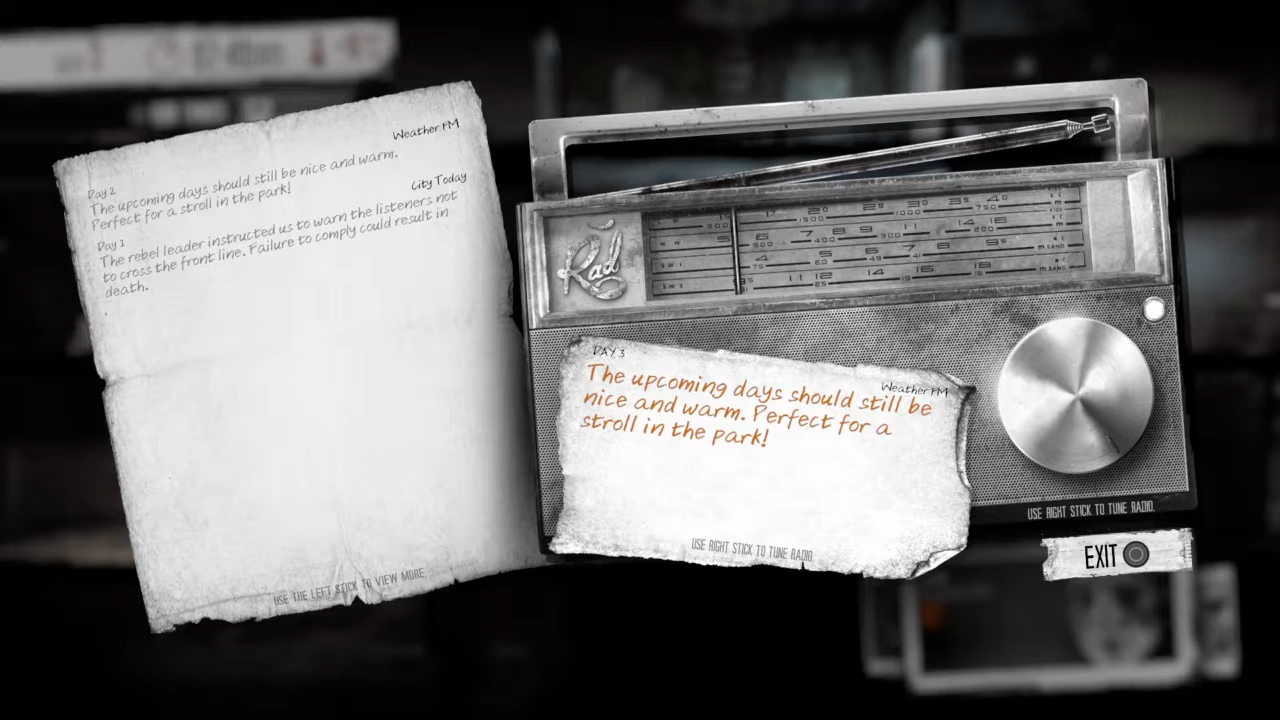 Weather FM
Day 2
The upcoming days should still be nice and warm.
Perfect for a stroll in the park!
City Today
Day 1
The rebel leader instructed us to warn the listeners not
to cross the front line. Failure to comply could result in
death.
.
USE THE LEFT STICK TO VIEW MORE
Rad
DAY 3
Weather FM
The upcoming days should still be
nice and warm. Perfect for a
stroll in the park!
USE RIGHT STICK TO TUNE RADIO.
USE RIGHT STICK TO TUNE RADIO.
EXIT